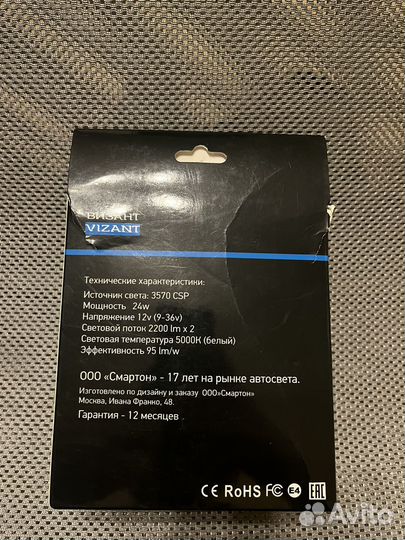 ВИЗАНТ
VIZANT
Технические характеристики:
Источник света: 3570 CSP
Мощность 24w
Напряжение 12v (9-36v)
Световой поток 2200 lm x 2
Световая температура 5000К (белый)
Эффективность 95 lm/w
ООО «Смартон» - 17 лет на рынке автосвета.
Изготовлено по дизайну и заказу ООО»Смартон»
Москва, Ивана Франко, 48.
Гарантия - 12 месяцев
CE RoHS FC E4 EAC
Avito